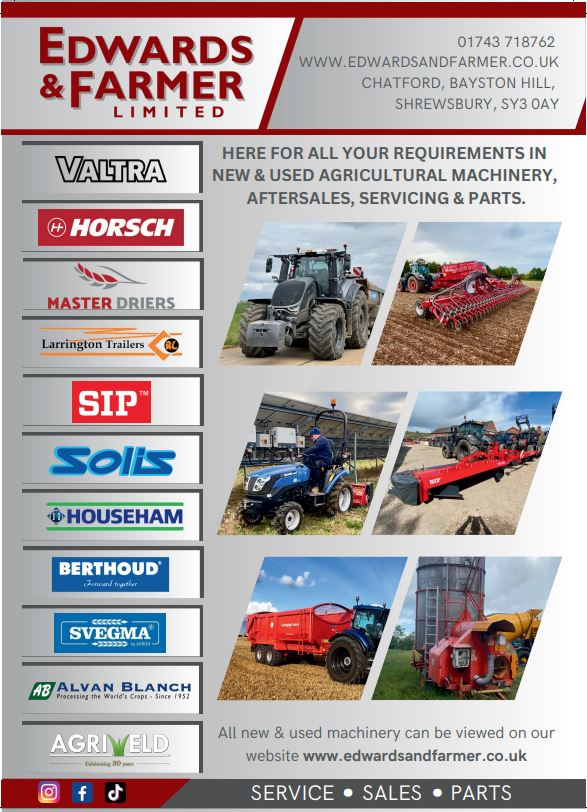 EDWARDS
& FARMER
LIMITED
01743 718762
WWW.EDWARDSANDFARMER.CO.UK
CHATFORD, BAYSTON HILL,
SHREWSBURY, SY3 0AY
HERE FOR ALL YOUR REQUIREMENTS IN
NEW & USED AGRICULTURAL MACHINERY,
AFTERSALES, SERVICING & PARTS.
VALTRA
HORSCH
MASTER DRIERS
Larrington Trailers
SIP™
Solis
HOUSEHAM
BERTHOUD®
Forward together
SVEGMA®
AB ALVAN BLANCH
Processing the World's Crops - Since 1952
AGRIWELD
Celebrating 30 years
SIP
All new & used machinery can be viewed on our
website www.edwardsandfarmer.co.uk
SERVICE • SALES • PARTS